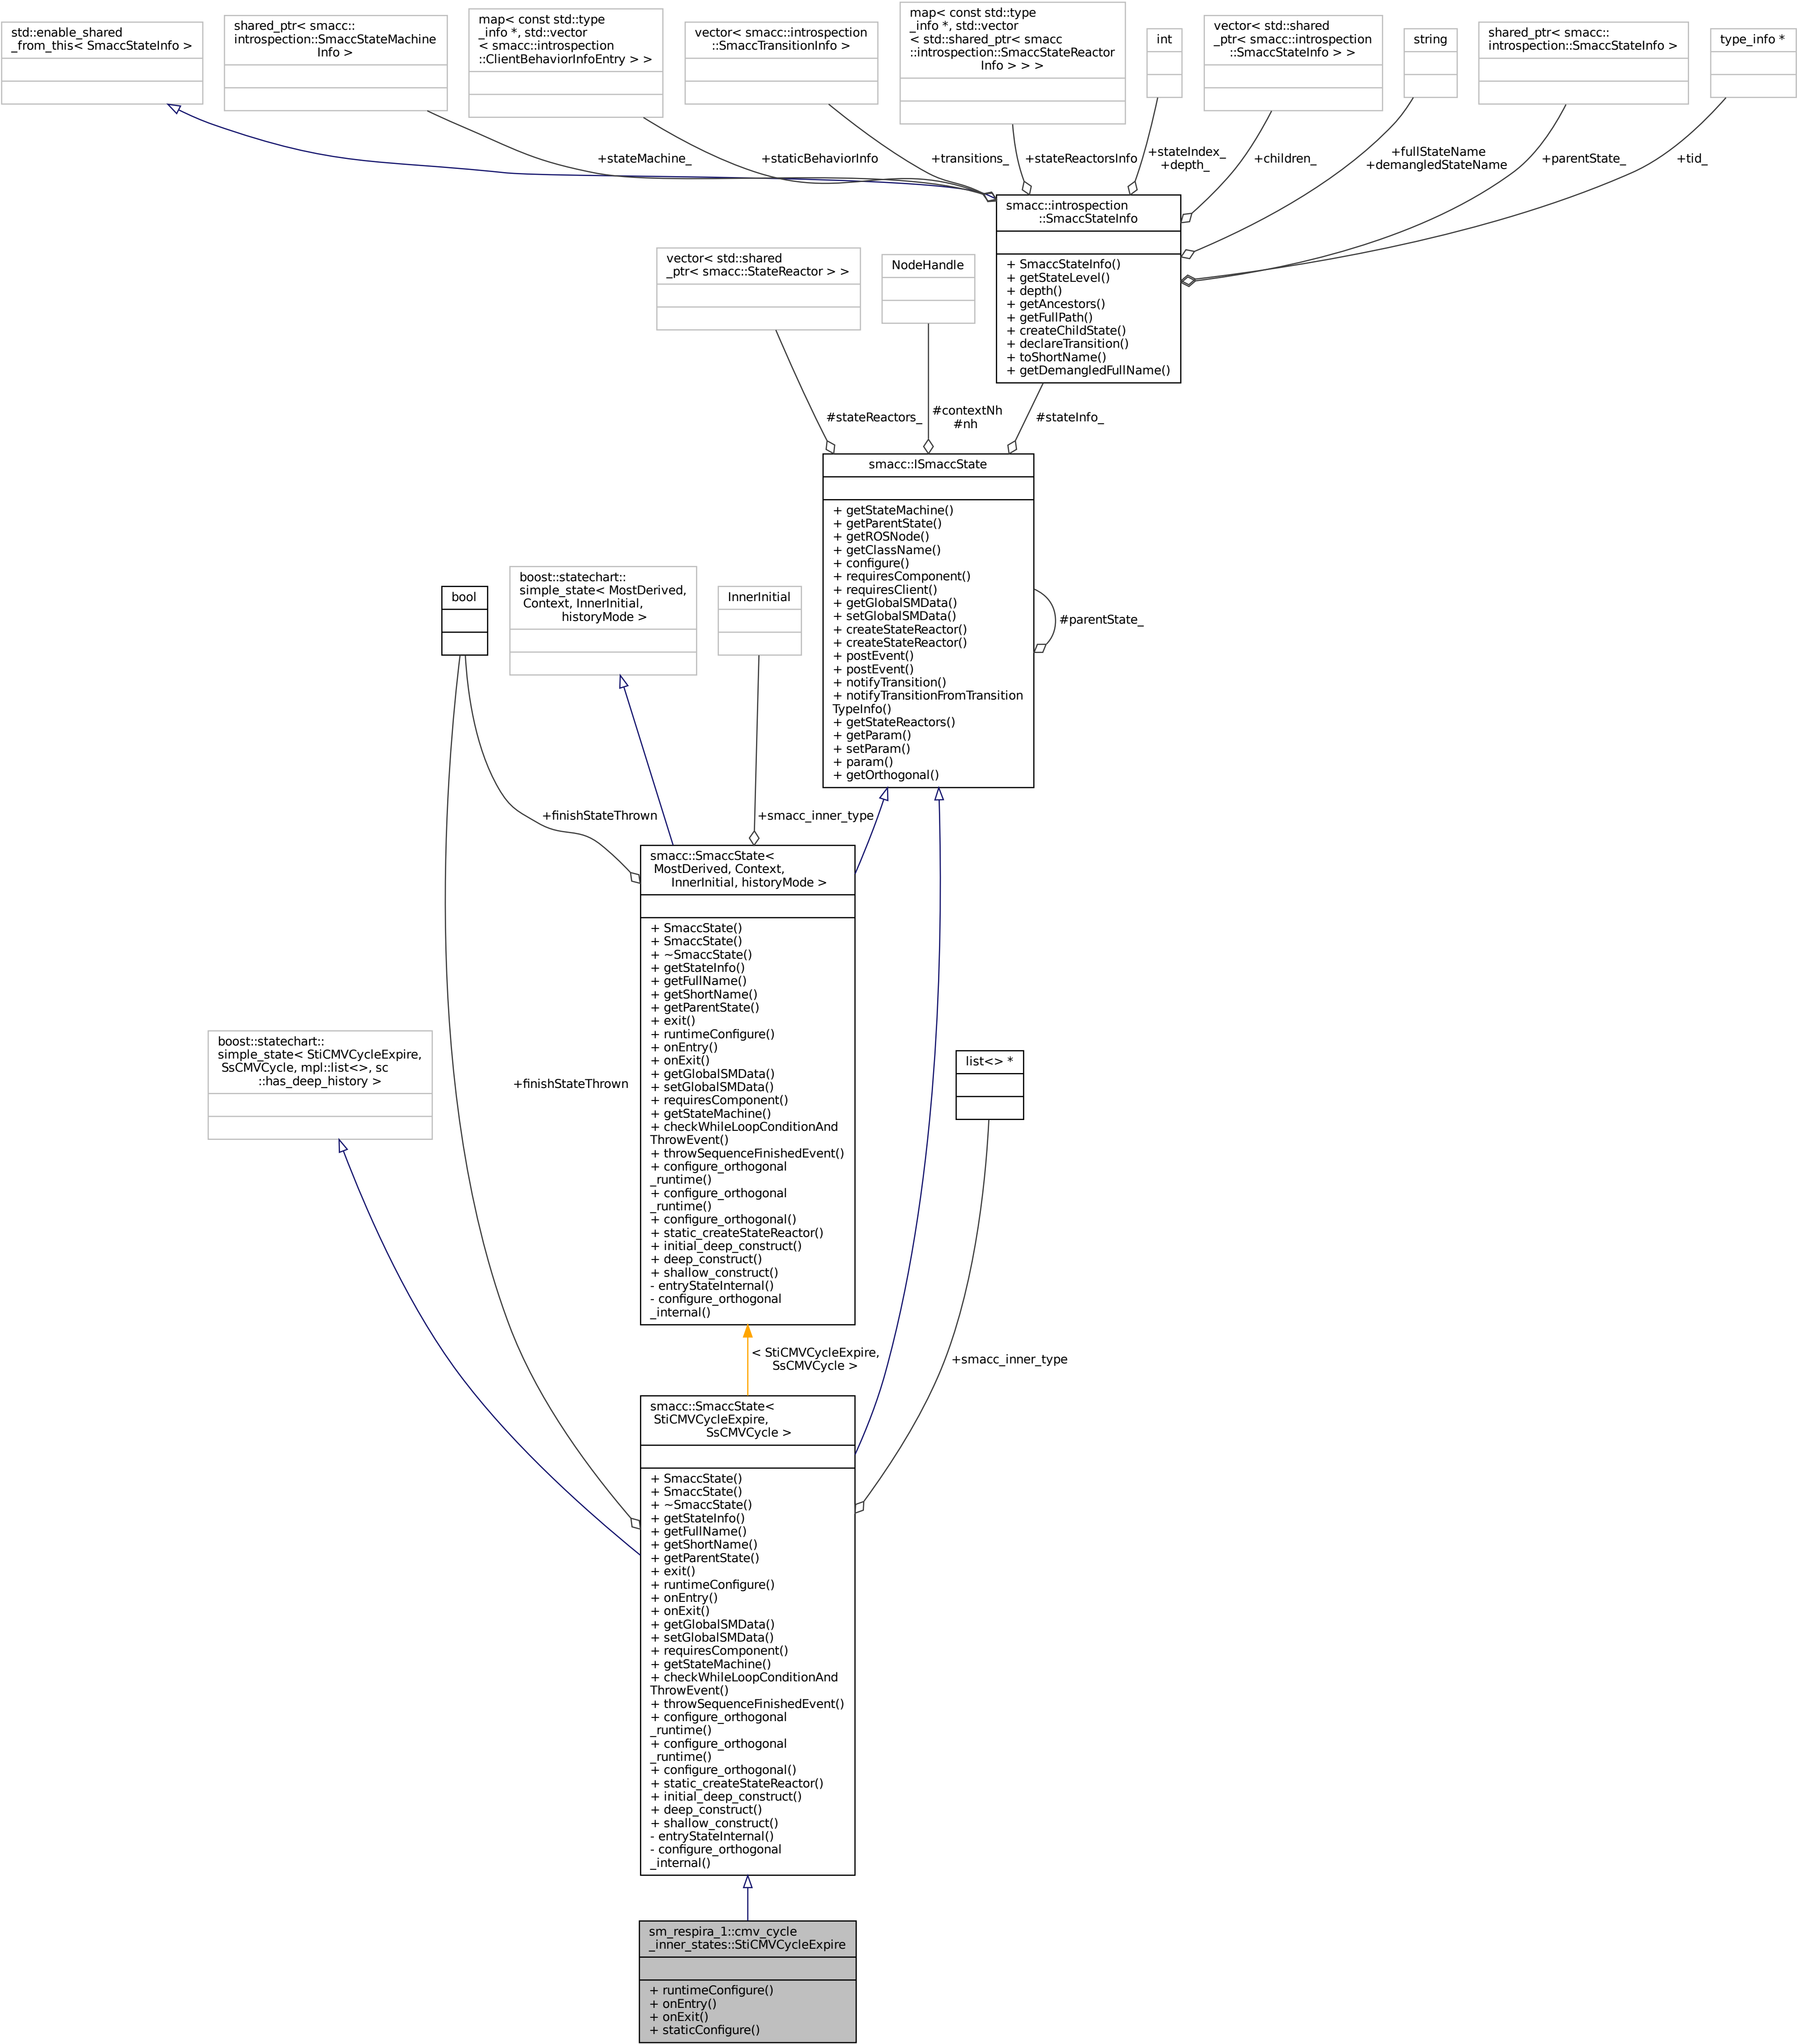 std::enable_shared
_from_this< SmaccStateInfo >
shared_ptr< smacc::
introspection::SmaccStateMachine
Info >
map< const std::type
_info *, std::vector
< smacc::introspection
::ClientBehaviorInfoEntry > >
vector< smacc::introspection
::SmaccTransitionInfo >
map< const std::type
_info *, std::vector
< std::shared_ptr< smacc
::introspection::SmaccStateReactor
Info > > >
int
vector< std::shared
_ptr< smacc::introspection
::SmaccStateInfo > >
string
shared_ptr< smacc::
introspection::SmaccStateInfo >
type_info *
+stateMachine_
+staticBehaviorInfo
+transitions_
+stateReactorsInfo
+stateIndex_
+depth_
+children_
+fullStateName
+demangledStateName
+parentState_
+tid_
smacc::introspection
::SmaccStateInfo
+ SmaccStateInfo()
+ getStateLevel()
+ depth()
+ getAncestors()
+ getFullPath()
+ createChildState()
+ declareTransition()
+ toShortName()
+ getDemangledFullName()
vector< std::shared
_ptr< smacc::StateReactor > >
NodeHandle
#stateReactors_
#contextNh
#nh
#stateInfo_
smacc::ISmaccState
+ getStateMachine()
+ getParentState()
+ getROSNode()
+ getClassName()
+ configure()
+ requiresComponent()
+ requiresClient()
+ getGlobalSMData()
+ setGlobalSMData()
+ createStateReactor()
+ createStateReactor()
+ postEvent()
+ postEvent()
+ notifyTransition()
+ notifyTransitionFromTransition
TypeInfo()
+ getStateReactors()
+ getParam()
+ setParam()
+ param()
+ getOrthogonal()
#parentState_
bool
boost::statechart::
simple_state< MostDerived,
Context, InnerInitial,
historyMode >
InnerInitial
+finishStateThrown
+smacc_inner_type
smacc::SmaccState<
MostDerived, Context,
InnerInitial, historyMode >
+ SmaccState()
+ SmaccState()
+ ~SmaccState()
+ getStateInfo()
+ getFullName()
+ getShortName()
+ getParentState()
+ exit()
+ runtimeConfigure()
+ onEntry()
+ onExit()
+ getGlobalSMData()
+ setGlobalSMData()
+ requiresComponent()
+ getStateMachine()
+ checkWhileLoopConditionAnd
ThrowEvent()
+ throwSequenceFinishedEvent()
+ configure_orthogonal
_runtime()
+ configure_orthogonal
_runtime()
+ configure_orthogonal()
+ static_createStateReactor()
+ initial_deep_construct()
+ deep_construct()
+ shallow_construct()
- entryStateInternal()
- configure_orthogonal
_internal()
boost::statechart::
simple_state< StiCMVCycleExpire,
SsCMVCycle, mpl::list<>, sc
::has_deep_history >
+finishStateThrown
list<> *
< StiCMVCycleExpire,
SsCMVCycle >
+smacc_inner_type
smacc::SmaccState<
StiCMVCycleExpire,
SsCMVCycle >
+ SmaccState()
+ SmaccState()
+ ~SmaccState()
+ getStateInfo()
+ getFullName()
+ getShortName()
+ getParentState()
+ exit()
+ runtimeConfigure()
+ onEntry()
+ onExit()
+ getGlobalSMData()
+ setGlobalSMData()
+ requiresComponent()
+ getStateMachine()
+ checkWhileLoopConditionAnd
ThrowEvent()
+ throwSequenceFinishedEvent()
+ configure_orthogonal
_runtime()
+ configure_orthogonal
_runtime()
+ configure_orthogonal()
+ static_createStateReactor()
+ initial_deep_construct()
+ deep_construct()
+ shallow_construct()
- entryStateInternal()
- configure_orthogonal
_internal()
sm_respira_1::cmv_cycle
_inner_states::StiCMVCycleExpire
+ runtimeConfigure()
+ onEntry()
+ onExit()
+ staticConfigure()